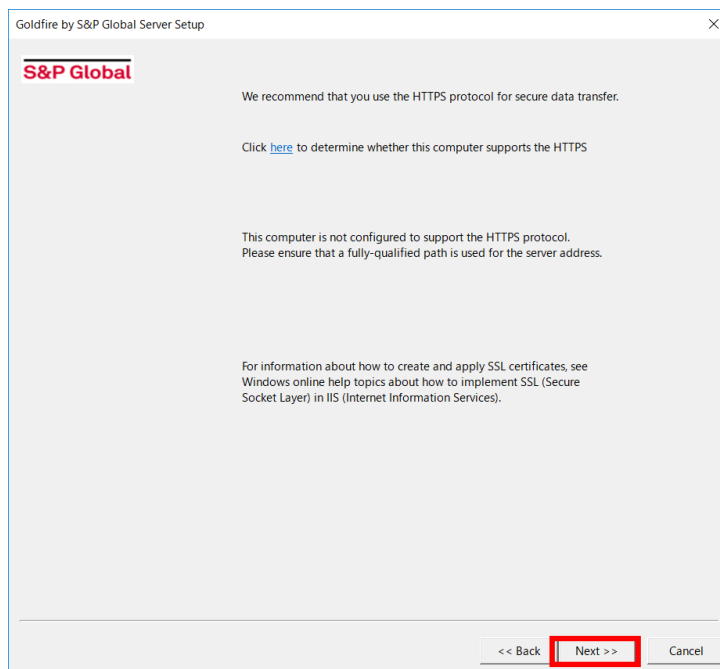 Goldfire by S&P Global Server Setup
S&P Global
We recommend that you use the HTTPS protocol for secure data transfer.
Click here to determine whether this computer supports the HTTPS
This computer is not configured to support the HTTPS protocol.
Please ensure that a fully-qualified path is used for the server address.
For information about how to create and apply SSL certificates, see
Windows online help topics about how to implement SSL (Secure
Socket Layer) in IIS (Internet Information Services).
<< Back Next >> Cancel